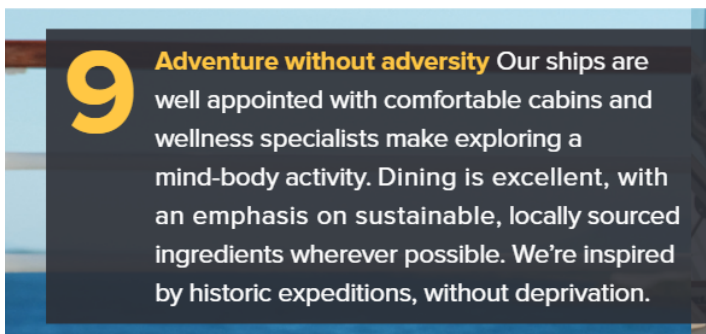 9
Adventure without adversity Our ships are
well appointed with comfortable cabins and
wellness specialists make exploring a
mind-body activity. Dining is excellent, with
an emphasis on sustainable, locally sourced
ingredients wherever possible. We’re inspired
by historic expeditions, without deprivation.